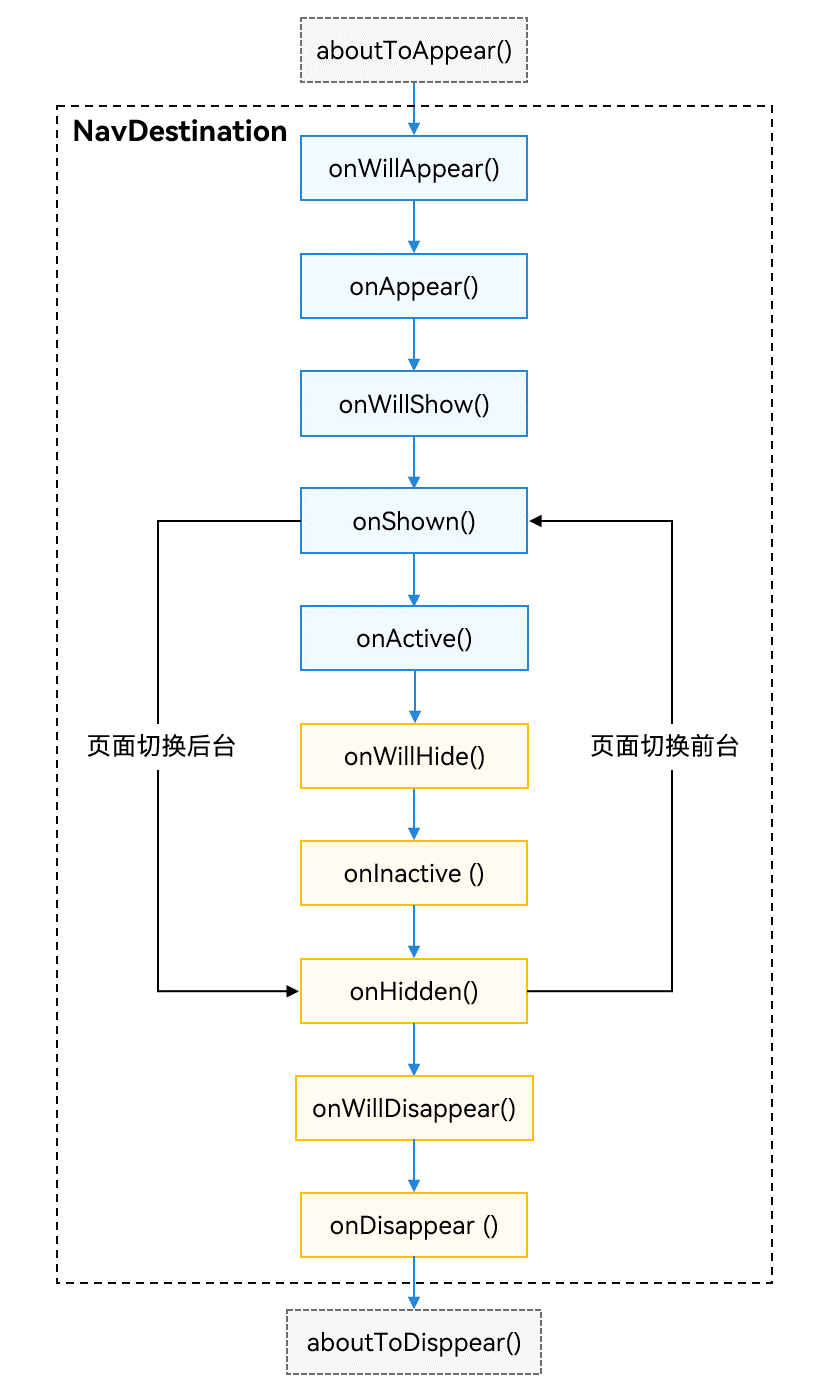 aboutToAppear()
NavDestination
onWillAppear()
onAppear()
onWillShow()
onShown()
onActive()
页面切换后台
onWillHide()
页面切换前台
onInactive ()
onHidden()
onWillDisappear()
onDisappear ()
aboutToDisppear()